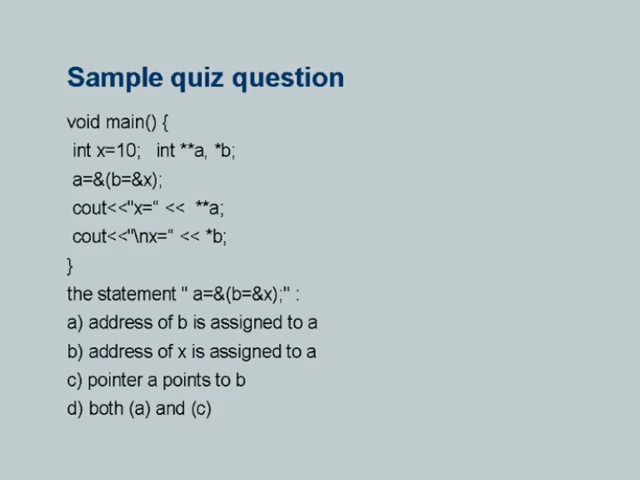 Sample quiz question
void main() {
int x=10; int **a, *b;
a=&(b=&x);
cout<<"x=“ << **a;
cout<<"\nx=“ << *b;
}
the statement " a=&(b=&x);" :
a) address of b is assigned to a
b) address of x is assigned to a
c) pointer a points to b
d) both (a) and (c)